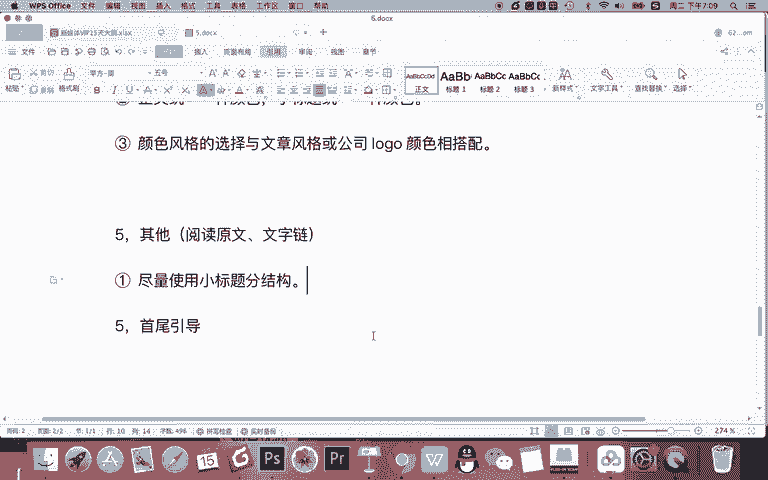 WPS Office 文件 编辑 视图 插入 格式 工具 表格 工作区 窗口 帮助
周二 下午7:09
6.docx
5.docx
插入 页面布局 引用 审阅 视图 章节
文件
粘贴 剪切 格式刷 五号
AaBbCcDd AaBb AaBbCc AaBbCc
正文 标题 1 标题 2 标题 3 新样式 文字工具 查找替换 选择
③ 颜色风格的选择与文章风格或公司 logo 颜色相搭配。
5，其他（阅读原文、文字链）
① 尽量使用小标题分结构。
5，首尾引导
页码: 2 页面: 2/2 节: 1/1 行: 10 列: 14 字数: 496 拼写检查 实时备份
274 %
15
Ps
Pr